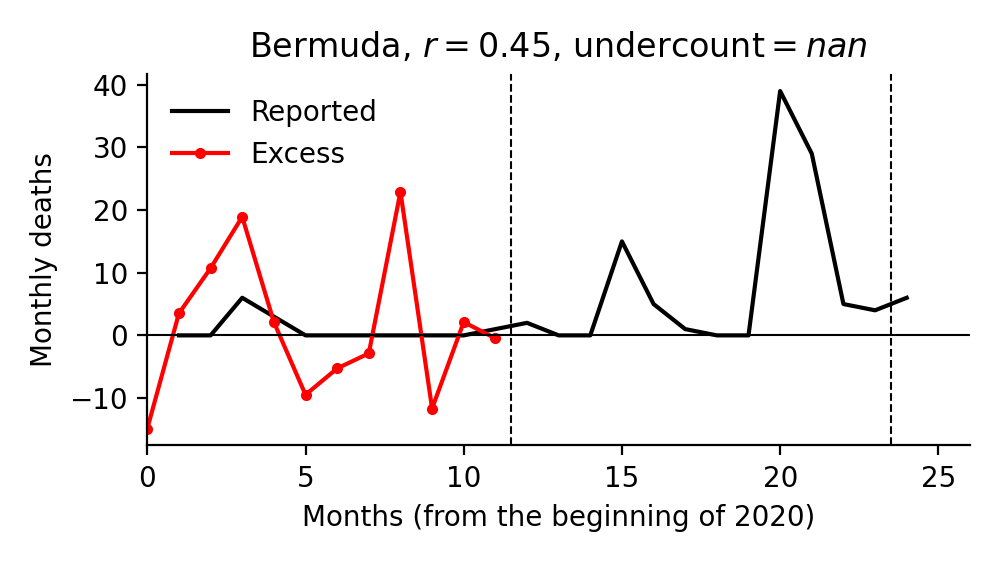 Bermuda, r = 0.45, undercount = nan
Reported
Excess
Monthly deaths
40
30
20
10
0
−10
0 5 10 15 20 25
Months (from the beginning of 2020)